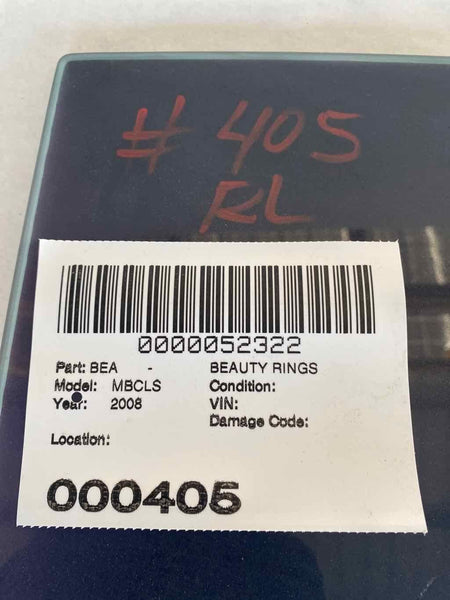 # 405
RL
0000052322
Part: BEA - BEAUTY RINGS
Model: MBCLS Condition:
Year: 2008 VIN:
Damage Code:
Location:
000405